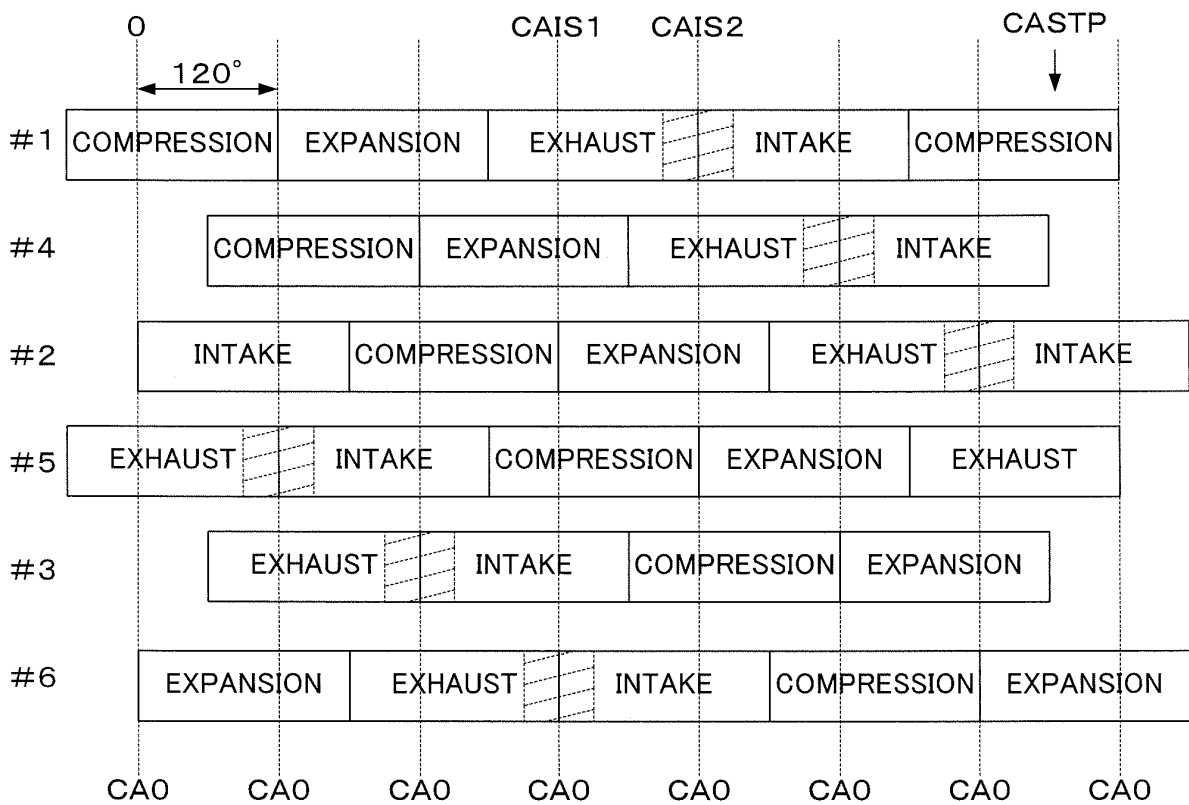 0 CAIS1 CAIS2 CASTP
120°
#1 COMPRESSION EXPANSION EXHAUST INTAKE COMPRESSION
#4 COMPRESSION EXPANSION EXHAUST INTAKE
#2 INTAKE COMPRESSION EXPANSION EXHAUST INTAKE
#5 EXHAUST INTAKE COMPRESSION EXPANSION EXHAUST
#3 EXHAUST INTAKE COMPRESSION EXPANSION
#6 EXPANSION EXHAUST INTAKE COMPRESSION EXPANSION
CA0 CA0 CA0 CA0 CA0 CA0 CA0 CA0